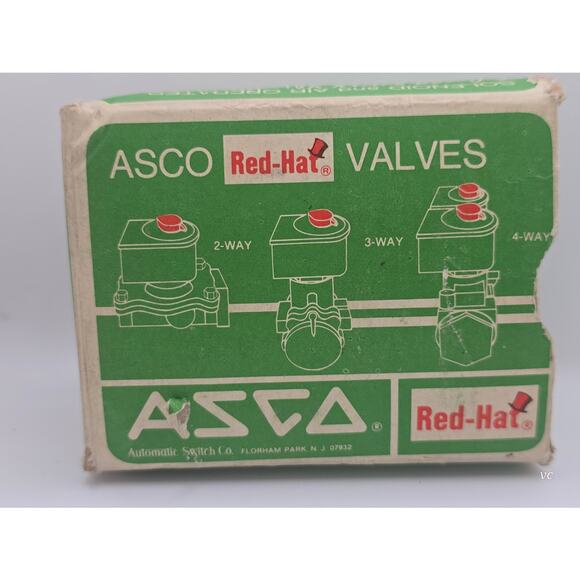 SOLENOID and AIR OPERATED
ASCO Red-Hat® VALVES
2-WAY
3-WAY
4-WAY
ASCO®
Automatic Switch Co. FLORHAM PARK, N. J. 07932
Red-Hat®
vc